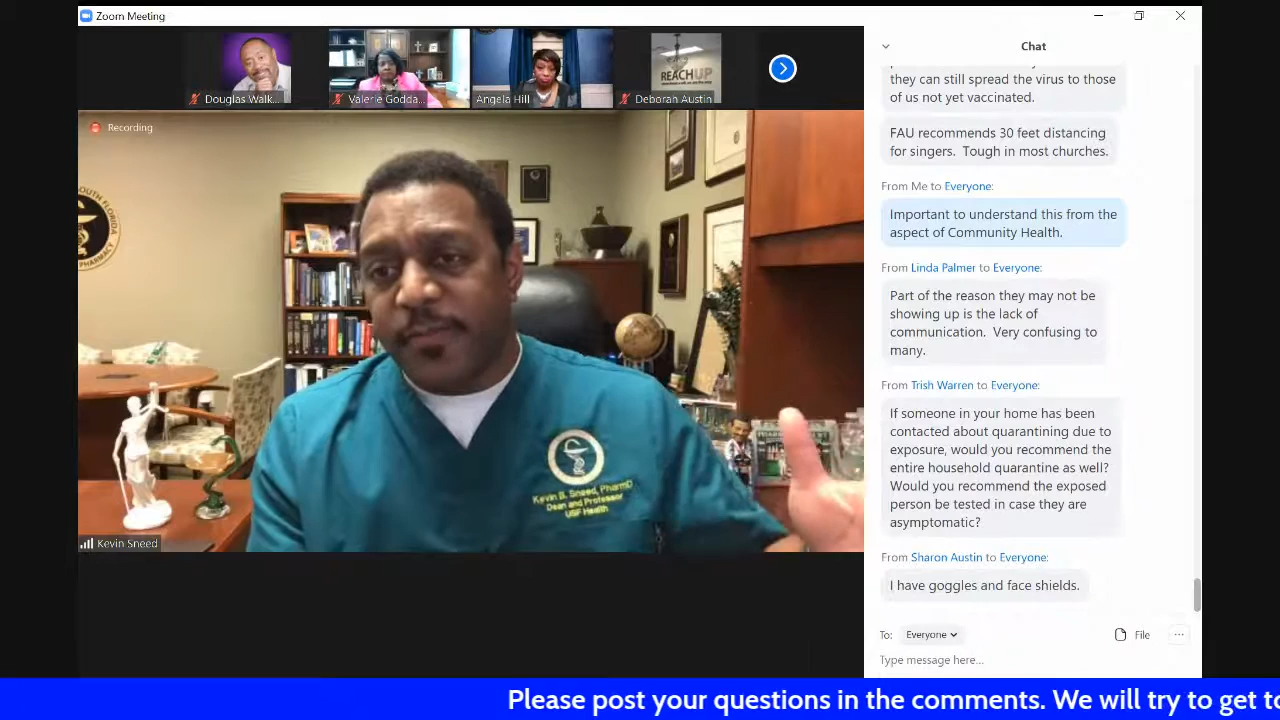 Zoom Meeting
Douglas Walk...
Valerie Godda...
Angela Hill
Deborah Austin
REACHUP
Recording
SOUTH FLORIDA
PHARMACY
Kevin B. Sneed, PharmD
Dean and Professor
USF Health
Kevin Sneed
Chat
they can still spread the virus to those
of us not yet vaccinated.
FAU recommends 30 feet distancing
for singers. Tough in most churches.
From Me to Everyone:
Important to understand this from the
aspect of Community Health.
From Linda Palmer to Everyone:
Part of the reason they may not be
showing up is the lack of
communication. Very confusing to
many.
From Trish Warren to Everyone:
If someone in your home has been
contacted about quarantining due to
exposure, would you recommend the
entire household quarantine as well?
Would you recommend the exposed
person be tested in case they are
asymptomatic?
From Sharon Austin to Everyone:
I have goggles and face shields.
To: Everyone
File
Type message here...
Please post your questions in the comments. We will try to get to